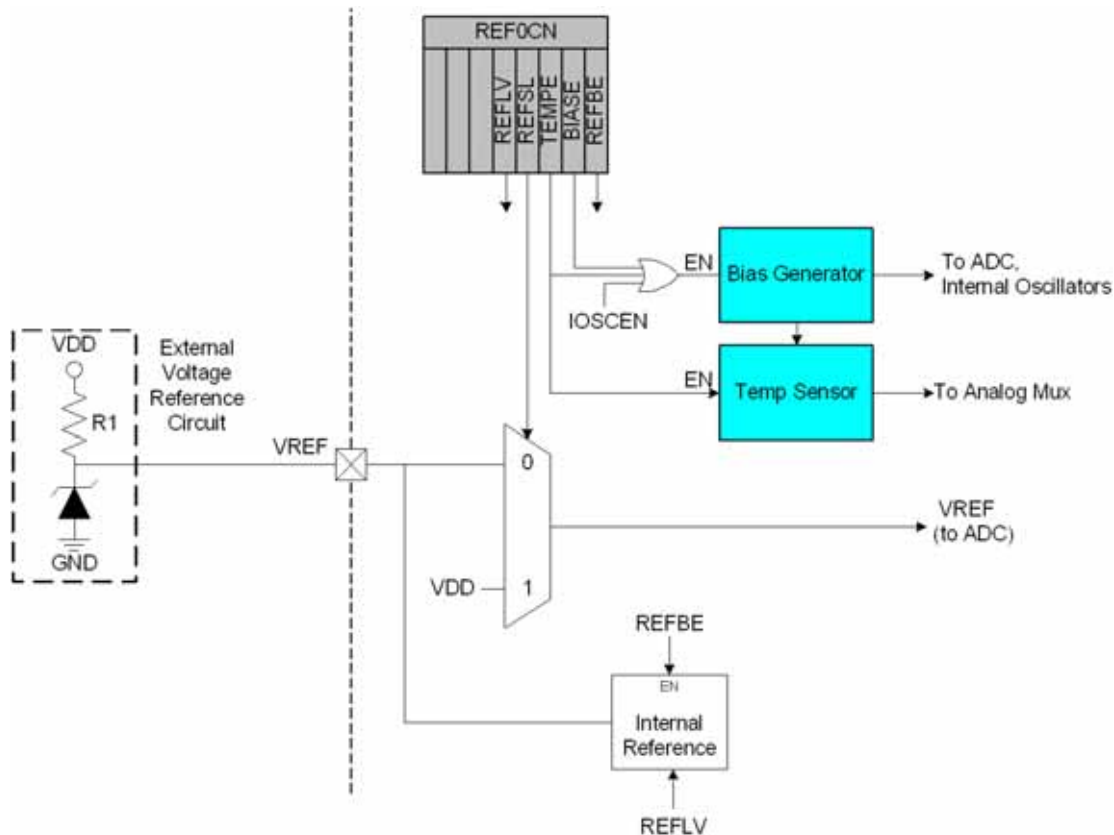 REF0CN
REFLV
REFSL
TEMPE
BIASE
REFBE
EN
Bias Generator
To ADC,
Internal Oscillators
IOSCEN
VDD
External
Voltage
Reference
Circuit
R1
EN
Temp Sensor
To Analog Mux
VREF
0
GND
VREF
(to ADC)
VDD
1
REFBE
EN
Internal
Reference
REFLV